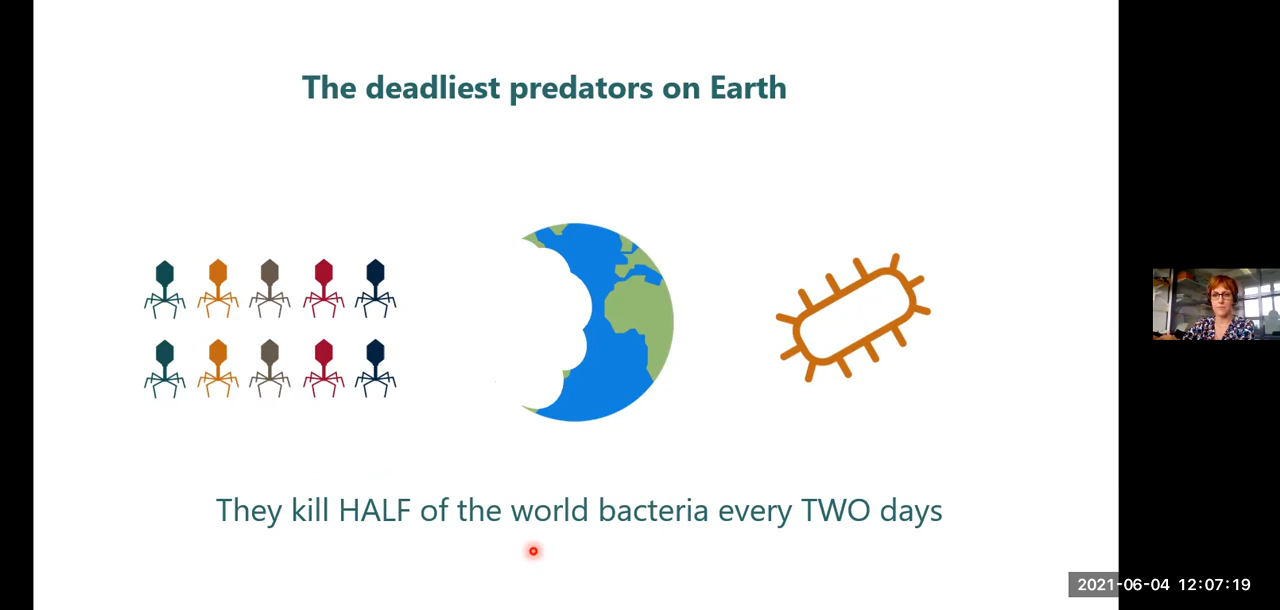 The deadliest predators on Earth
They kill HALF of the world bacteria every TWO days
2021-06-04 12:07:19